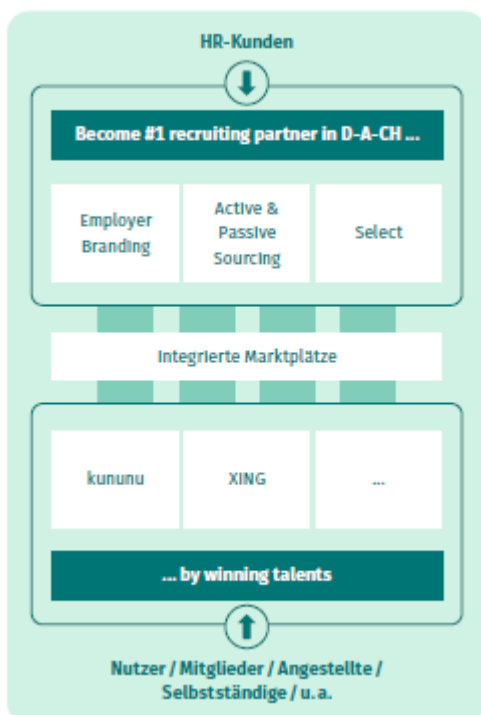 HR-Kunden
Become #1 recruiting partner in D-A-CH ...
Employer
Branding
Active &
Passive
Sourcing
Select
Integrierte Marktplätze
kununu
XING
...
... by winning talents
Nutzer / Mitglieder / Angestellte /
Selbstständige / u. a.